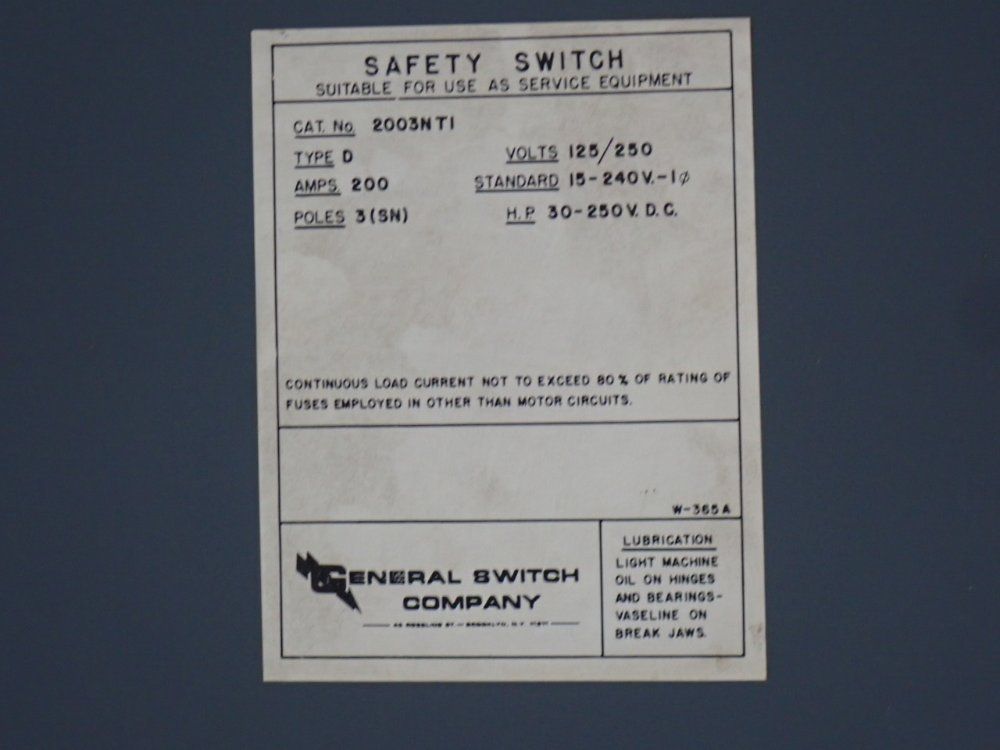 SAFETY SWITCH
SUITABLE FOR USE AS SERVICE EQUIPMENT
CAT. No. 2003NT1
TYPE D
VOLTS 125/250
AMPS. 200
STANDARD 15-240V.-1ø
POLES 3(SN)
H.P. 30-250V. D.C.
CONTINUOUS LOAD CURRENT NOT TO EXCEED 80% OF RATING OF
FUSES EMPLOYED IN OTHER THAN MOTOR CIRCUITS.
W-365A
GENERAL SWITCH
COMPANY
BROOKLYN, N.Y.
LUBRICATION
LIGHT MACHINE
OIL ON HINGES
AND BEARINGS-
VASELINE ON
BREAK JAWS.